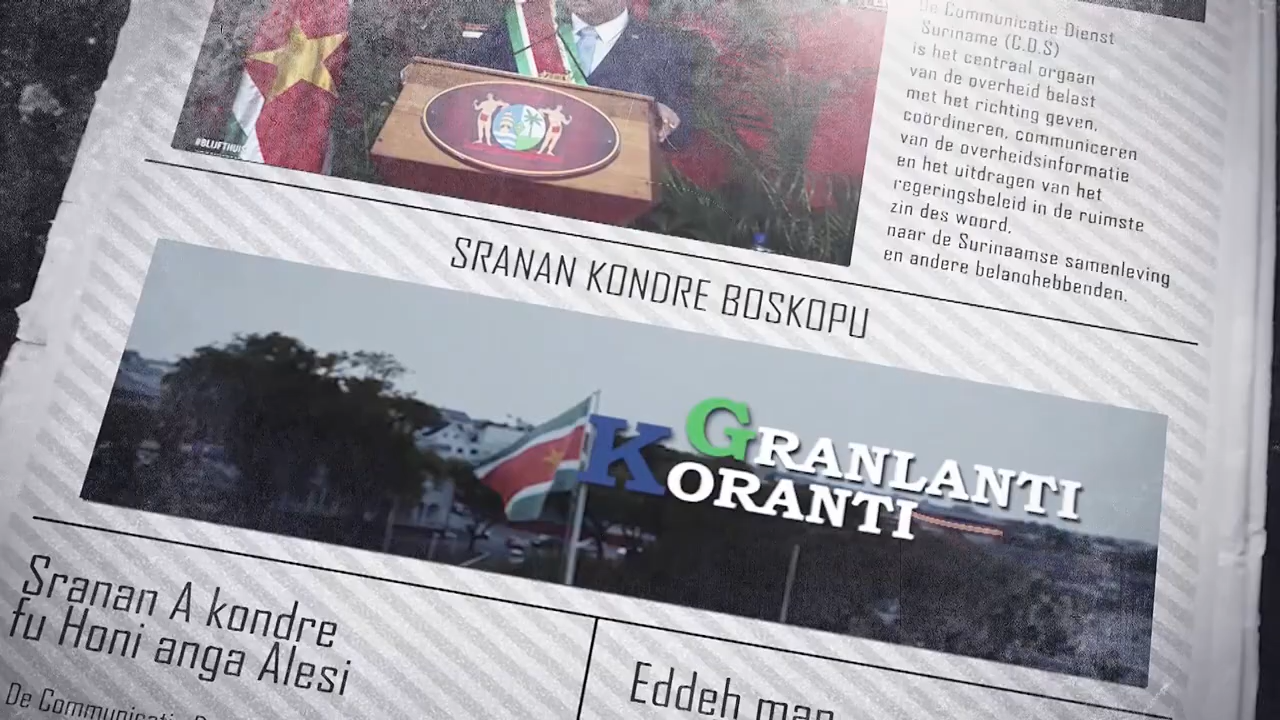 De Communicatie Dienst
Suriname (C.D.S)
is het centraal orgaan
van de overheid belast
met het richting geven,
coördineren, communiceren
van de overheidsinformatie
en het uitdragen van het
regeringsbeleid in de ruimste
zin des woord.
naar de Surinaamse samenleving
en andere belanghebbenden.
SRANAN KONDRE BOSKOPU
GRANLANTI
KORANTI
Sranan A kondre
fu Honi anga Alesi
Eddeh man